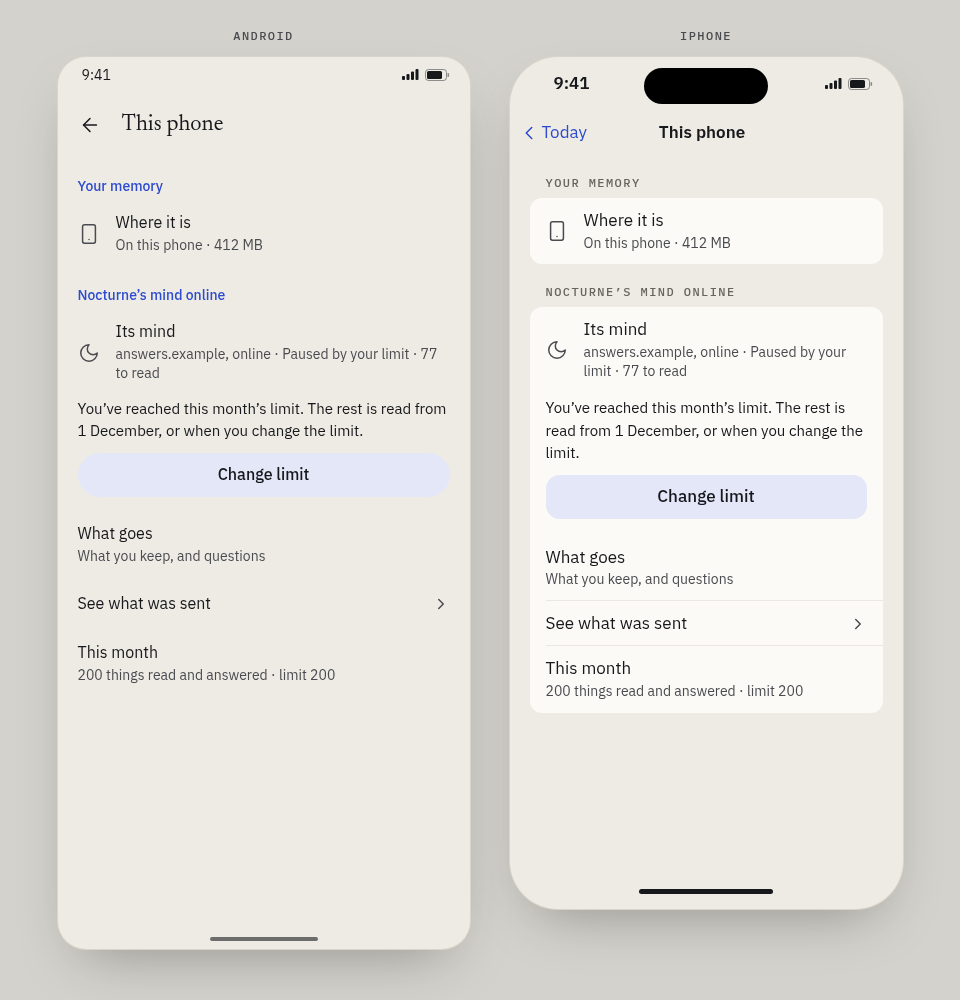 ANDROID
9:41
This phone
Your memory
Where it is
On this phone · 412 MB
Nocturne’s mind online
Its mind
answers.example, online · Paused by your limit · 77
to read
You’ve reached this month’s limit. The rest is read from
1 December, or when you change the limit.
Change limit
What goes
What you keep, and questions
See what was sent
This month
200 things read and answered · limit 200
IPHONE
9:41
Today
This phone
YOUR MEMORY
Where it is
On this phone · 412 MB
NOCTURNE’S MIND ONLINE
Its mind
answers.example, online · Paused by your
limit · 77 to read
You’ve reached this month’s limit. The rest is
read from 1 December, or when you change the
limit.
Change limit
What goes
What you keep, and questions
See what was sent
This month
200 things read and answered · limit 200